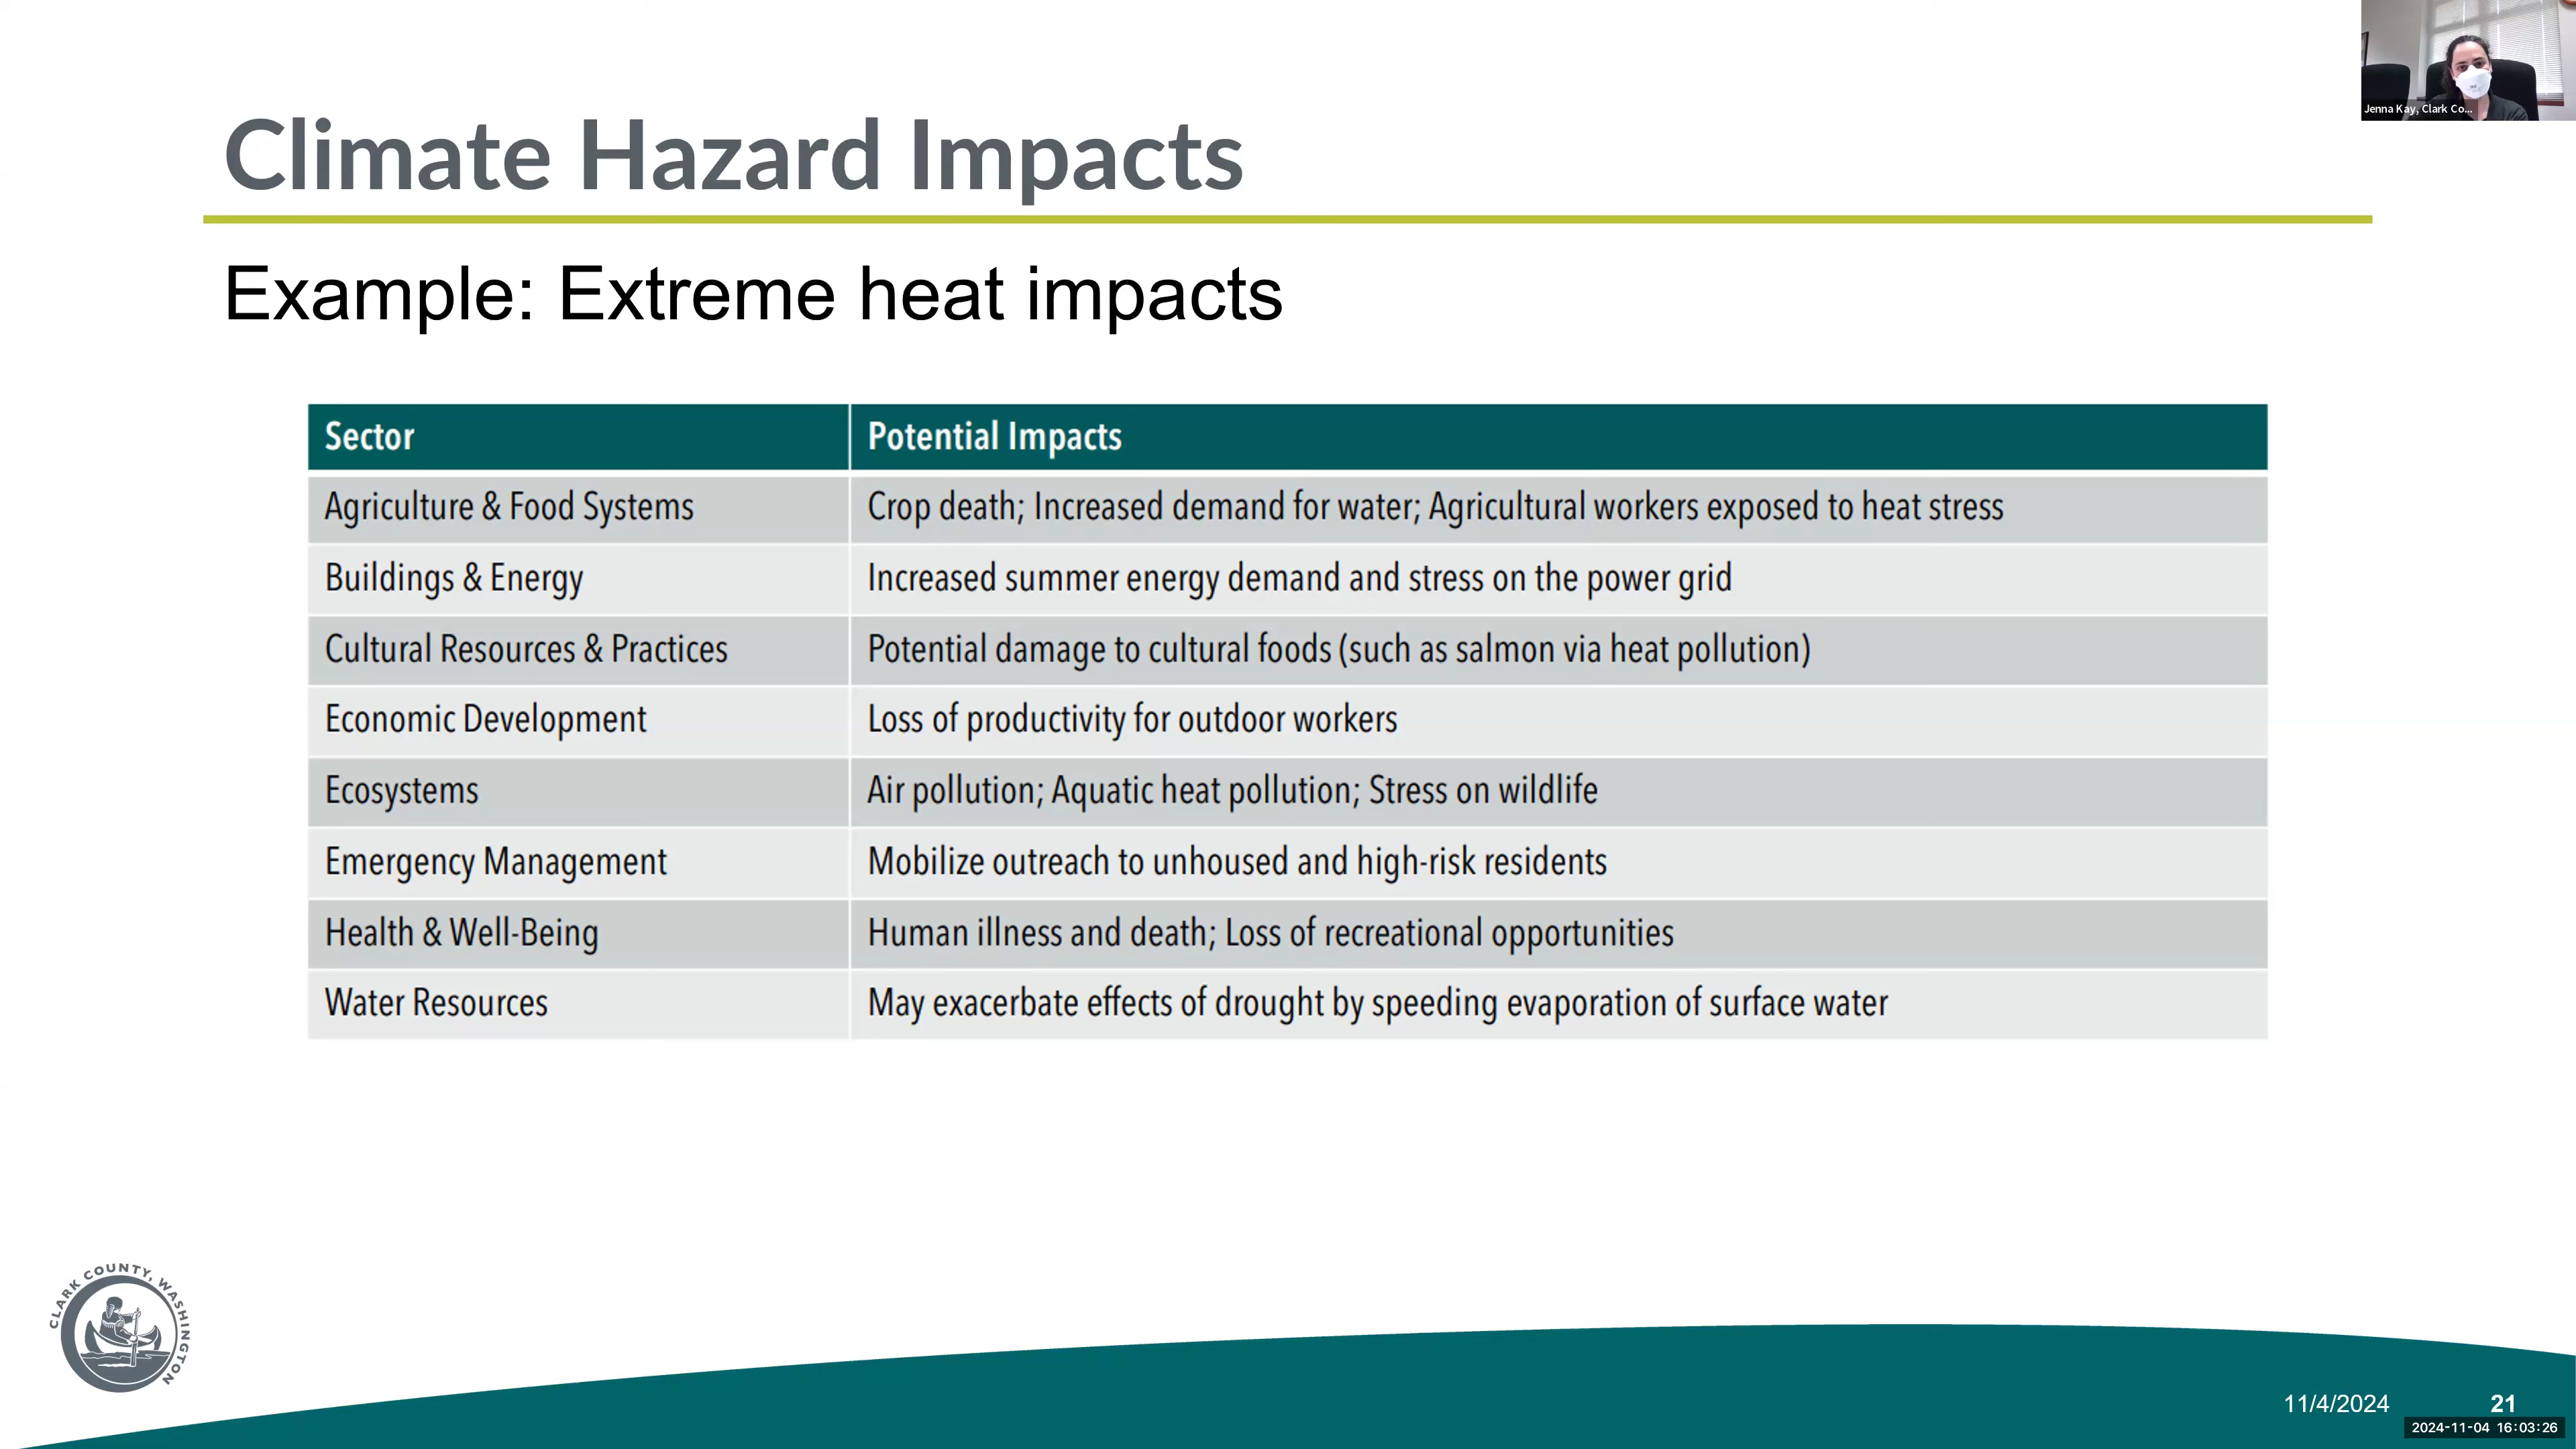 Jenna Kay, Clark Co...
Climate Hazard Impacts
Example: Extreme heat impacts
Sector Potential Impacts
Agriculture & Food Systems Crop death; Increased demand for water; Agricultural workers exposed to heat stress
Buildings & Energy Increased summer energy demand and stress on the power grid
Cultural Resources & Practices Potential damage to cultural foods (such as salmon via heat pollution)
Economic Development Loss of productivity for outdoor workers
Ecosystems Air pollution; Aquatic heat pollution; Stress on wildlife
Emergency Management Mobilize outreach to unhoused and high-risk residents
Health & Well-Being Human illness and death; Loss of recreational opportunities
Water Resources May exacerbate effects of drought by speeding evaporation of surface water
CLARK COUNTY, WASHINGTON
11/4/2024 21
2024-11-04 16:03:26